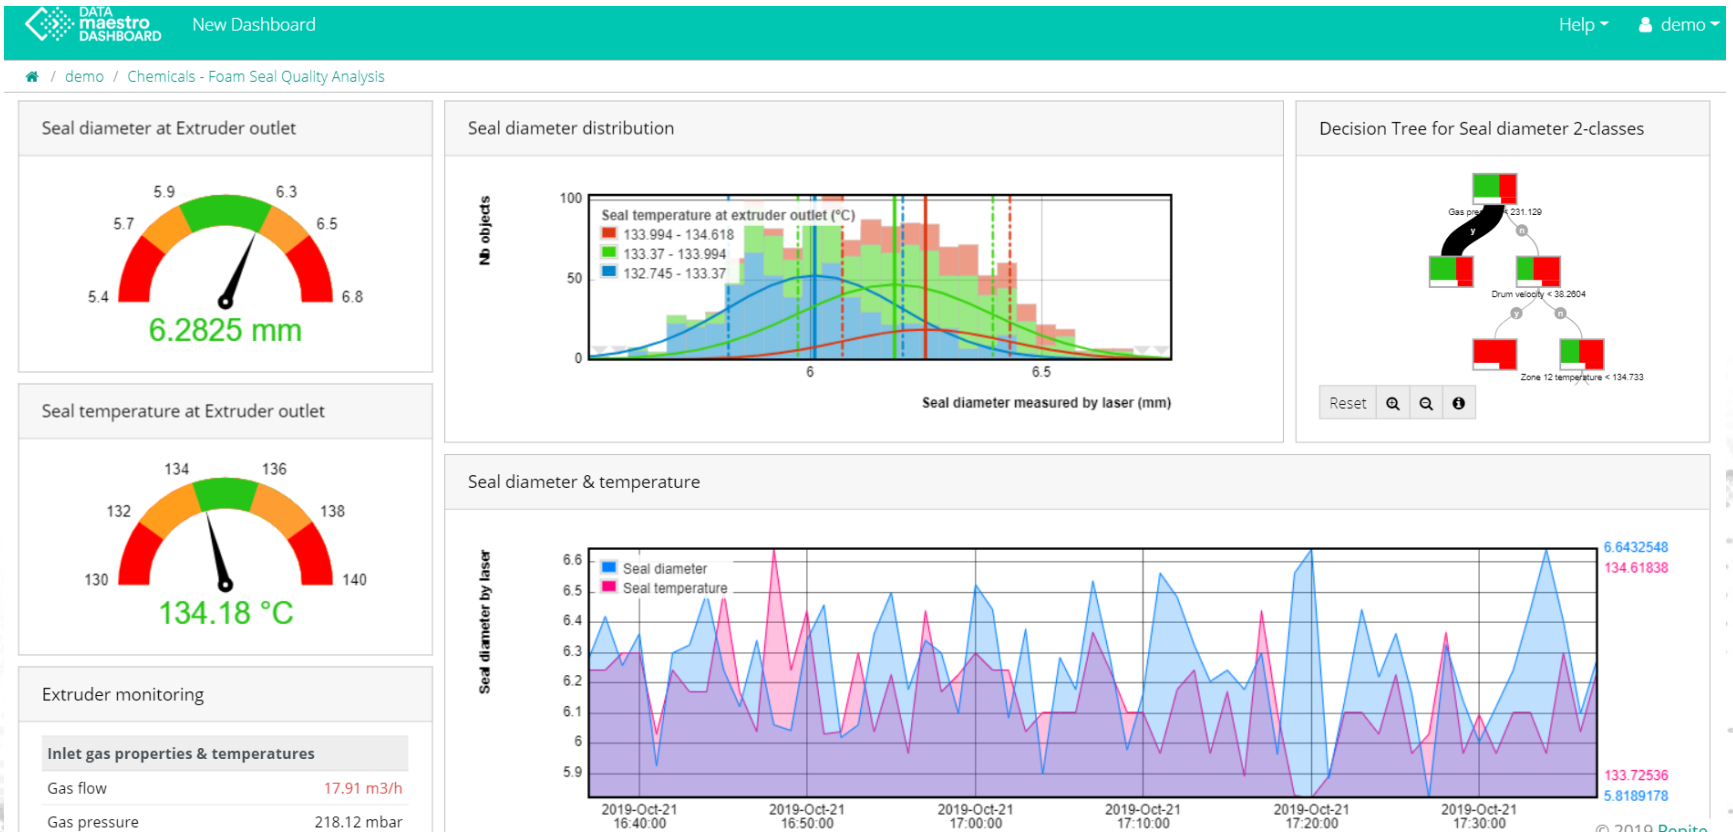 DATA
maestro
DASHBOARD
New Dashboard
Help
demo
/ demo / Chemicals - Foam Seal Quality Analysis
Seal diameter at Extruder outlet
5.9 6.3
5.7 6.5
5.4 6.8
6.2825 mm
Seal temperature at Extruder outlet
134 136
132 138
130 140
134.18 °C
Extruder monitoring
Inlet gas properties & temperatures
Gas flow 17.91 m3/h
Gas pressure 218.12 mbar
Seal diameter distribution
Nb objects
100
50
0
Seal temperature at extruder outlet (°C)
133.994 - 134.618
133.37 - 133.994
132.745 - 133.37
6 6.5
Seal diameter measured by laser (mm)
Decision Tree for Seal diameter 2-classes
Gas < 231.129
y n
Drum velocity < 38.2604
y n
Zone 12 temperature < 134.733
Reset
Seal diameter & temperature
Seal diameter by laser
6.6
6.5
6.4
6.3
6.2
6.1
6
5.9
Seal diameter
Seal temperature
6.6432548
134.61838
133.72536
5.8189178
2019-Oct-21 2019-Oct-21 2019-Oct-21 2019-Oct-21 2019-Oct-21 2019-Oct-21
16:40:00 16:50:00 17:00:00 17:10:00 17:20:00 17:30:00
© 2019 Pepite